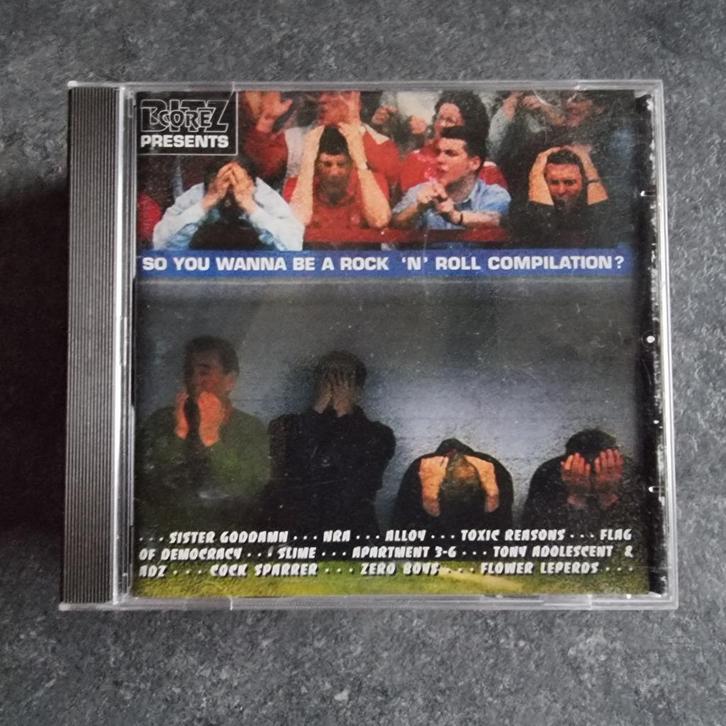 BITZCORE
PRESENTS
SO YOU WANNA BE A ROCK 'N' ROLL COMPILATION?
··· SISTER GODDAMN ··· NRA ··· ALLOY ··· TOXIC REASONS ··· FLAG
OF DEMOCRACY ··· SLIME ··· APARTMENT 3-G ··· TONY ADOLESCENT &
ADZ ··· COCK SPARRER ··· ZERO BOYS ··· FLOWER LEPERDS ···